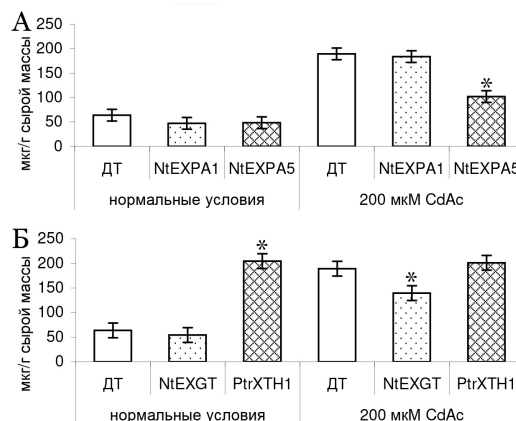 А
мкг/г сырой массы
250
200
150
100
50
0
*
ДТ NtEXPA1 NtEXPA5 ДТ NtEXPA1 NtEXPA5
нормальные условия 200 мкМ CdAc
Б
мкг/г сырой массы
250
200
150
100
50
0
* *
ДТ NtEXGT PtrXTH1 ДТ NtEXGT PtrXTH1
нормальные условия 200 мкМ CdAc